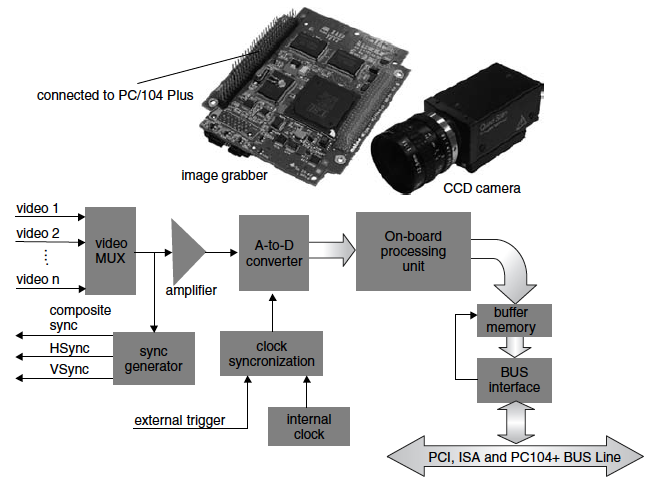 connected to PC/104 Plus
image grabber
CCD camera
video 1
video 2
video n
video
MUX
amplifier
A-to-D
converter
On-board
processing
unit
composite
sync
HSync
VSync
sync
generator
clock
syncronization
buffer
memory
BUS
interface
external trigger
internal
clock
PCI, ISA and PC104+ BUS Line